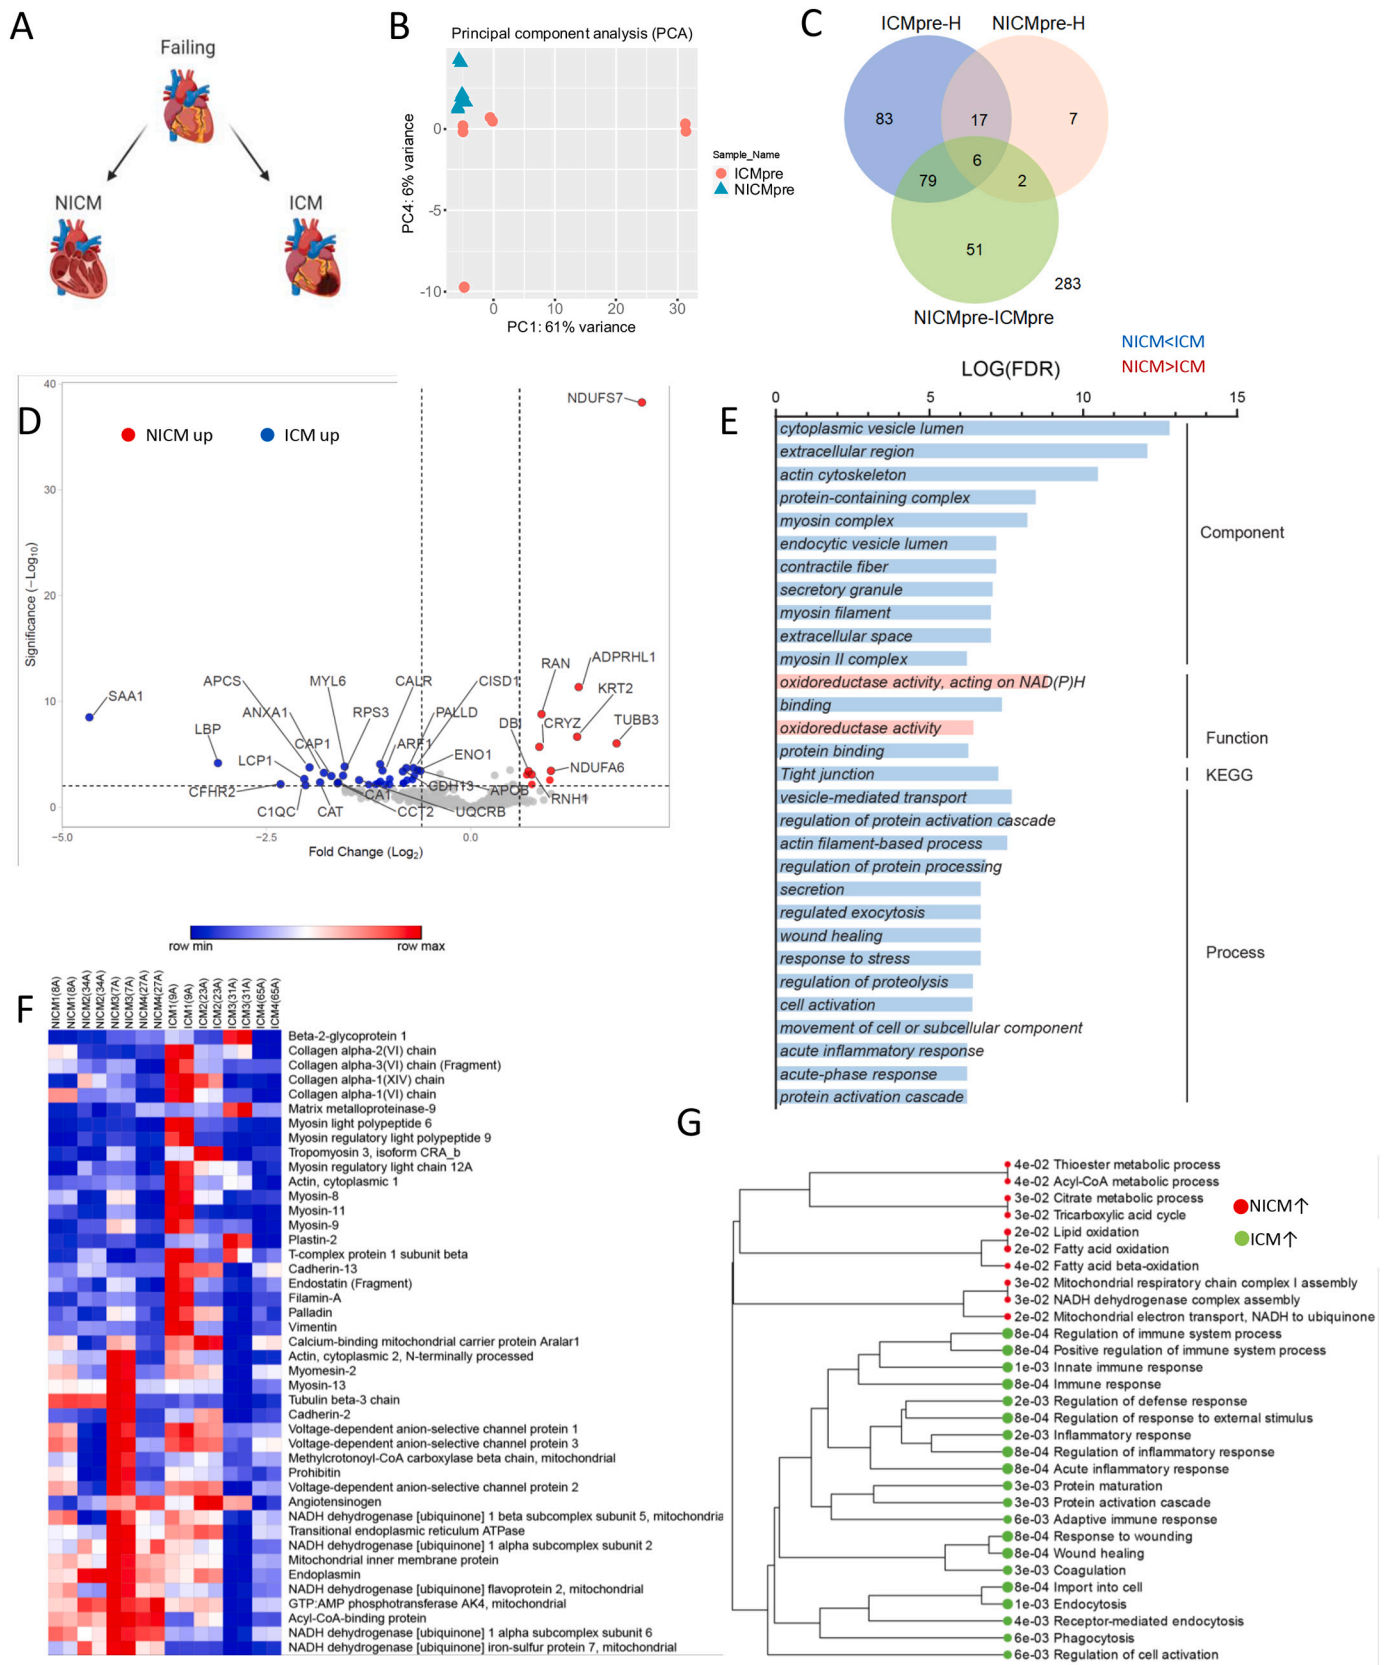 A
Failing
NICM
ICM
B
Principal component analysis (PCA)
PC4: 6% variance
0
-5
-10
0
10
20
30
PC1: 61% variance
Sample_Name
ICMpre
NICMpre
C
ICMpre-H
NICMpre-H
83
17
7
6
79
2
51
283
NICMpre-ICMpre
NICM<ICM
NICM>ICM
D
40
30
20
10
0
Significance (−Log10)
NICM up
ICM up
NDUFS7
SAA1
APCS
MYL6
CALR
CISD1
RAN
ADPRHL1
KRT2
LBP
ANXA1
RPS3
PALLD
DBI
CRYZ
TUBB3
LCP1
CAP1
ARF1
ENO1
NDUFA6
CFHR2
CA1
CDH13
APOB
RNH1
C1QC
CAT
CCT2
UQCRB
−5.0
−2.5
0.0
Fold Change (Log2)
E
LOG(FDR)
0
5
10
15
cytoplasmic vesicle lumen
extracellular region
actin cytoskeleton
protein-containing complex
myosin complex
endocytic vesicle lumen
contractile fiber
secretory granule
myosin filament
extracellular space
myosin II complex
Component
oxidoreductase activity, acting on NAD(P)H
binding
oxidoreductase activity
protein binding
Function
Tight junction
KEGG
vesicle-mediated transport
regulation of protein activation cascade
actin filament-based process
regulation of protein processing
secretion
regulated exocytosis
wound healing
response to stress
regulation of proteolysis
cell activation
movement of cell or subcellular component
acute inflammatory response
acute-phase response
protein activation cascade
Process
F
row min
row max
NICM1(8A)
NICM1(8A)
NICM2(34A)
NICM2(34A)
NICM3(7A)
NICM3(7A)
NICM4(27A)
NICM4(27A)
ICM1(9A)
ICM1(9A)
ICM2(23A)
ICM2(23A)
ICM3(31A)
ICM3(31A)
ICM4(65A)
ICM4(65A)
Beta-2-glycoprotein 1
Collagen alpha-2(VI) chain
Collagen alpha-3(VI) chain (Fragment)
Collagen alpha-1(XIV) chain
Collagen alpha-1(VI) chain
Matrix metalloproteinase-9
Myosin light polypeptide 6
Myosin regulatory light polypeptide 9
Tropomyosin 3, isoform CRA_b
Myosin regulatory light chain 12A
Actin, cytoplasmic 1
Myosin-8
Myosin-11
Myosin-9
Plastin-2
T-complex protein 1 subunit beta
Cadherin-13
Endostatin (Fragment)
Filamin-A
Palladin
Vimentin
Calcium-binding mitochondrial carrier protein Aralar1
Actin, cytoplasmic 2, N-terminally processed
Myomesin-2
Myosin-13
Tubulin beta-3 chain
Cadherin-2
Voltage-dependent anion-selective channel protein 1
Voltage-dependent anion-selective channel protein 3
Methylcrotonoyl-CoA carboxylase beta chain, mitochondrial
Prohibitin
Voltage-dependent anion-selective channel protein 2
Angiotensinogen
NADH dehydrogenase [ubiquinone] 1 beta subcomplex subunit 5, mitochondria
Transitional endoplasmic reticulum ATPase
NADH dehydrogenase [ubiquinone] 1 alpha subcomplex subunit 2
Mitochondrial inner membrane protein
Endoplasmin
NADH dehydrogenase [ubiquinone] flavoprotein 2, mitochondrial
GTP:AMP phosphotransferase AK4, mitochondrial
Acyl-CoA-binding protein
NADH dehydrogenase [ubiquinone] 1 alpha subcomplex subunit 6
NADH dehydrogenase [ubiquinone] iron-sulfur protein 7, mitochondrial
G
4e-02 Thioester metabolic process
4e-02 Acyl-CoA metabolic process
3e-02 Citrate metabolic process
3e-02 Tricarboxylic acid cycle
2e-02 Lipid oxidation
2e-02 Fatty acid oxidation
4e-02 Fatty acid beta-oxidation
3e-02 Mitochondrial respiratory chain complex I assembly
3e-02 NADH dehydrogenase complex assembly
2e-02 Mitochondrial electron transport, NADH to ubiquinone
8e-04 Regulation of immune system process
8e-04 Positive regulation of immune system process
1e-03 Innate immune response
8e-04 Immune response
2e-03 Regulation of defense response
8e-04 Regulation of response to external stimulus
2e-03 Inflammatory response
8e-04 Regulation of inflammatory response
8e-04 Acute inflammatory response
3e-03 Protein maturation
3e-03 Protein activation cascade
6e-03 Adaptive immune response
8e-04 Response to wounding
8e-04 Wound healing
3e-03 Coagulation
8e-04 Import into cell
1e-03 Endocytosis
4e-03 Receptor-mediated endocytosis
6e-03 Phagocytosis
6e-03 Regulation of cell activation
NICM↑
ICM↑